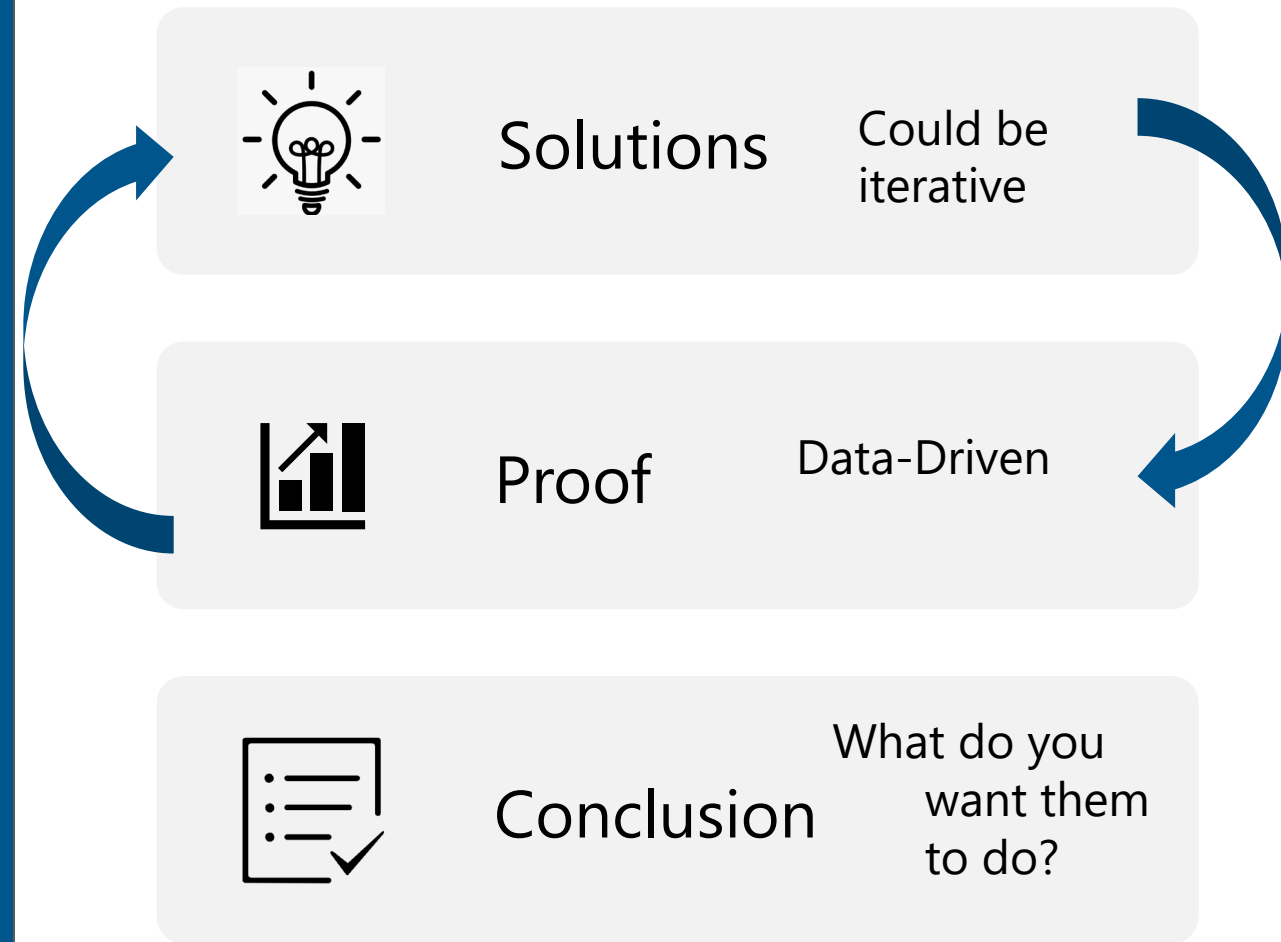 Solutions
Could be
iterative
Proof
Data-Driven
Conclusion
What do you
want them
to do?